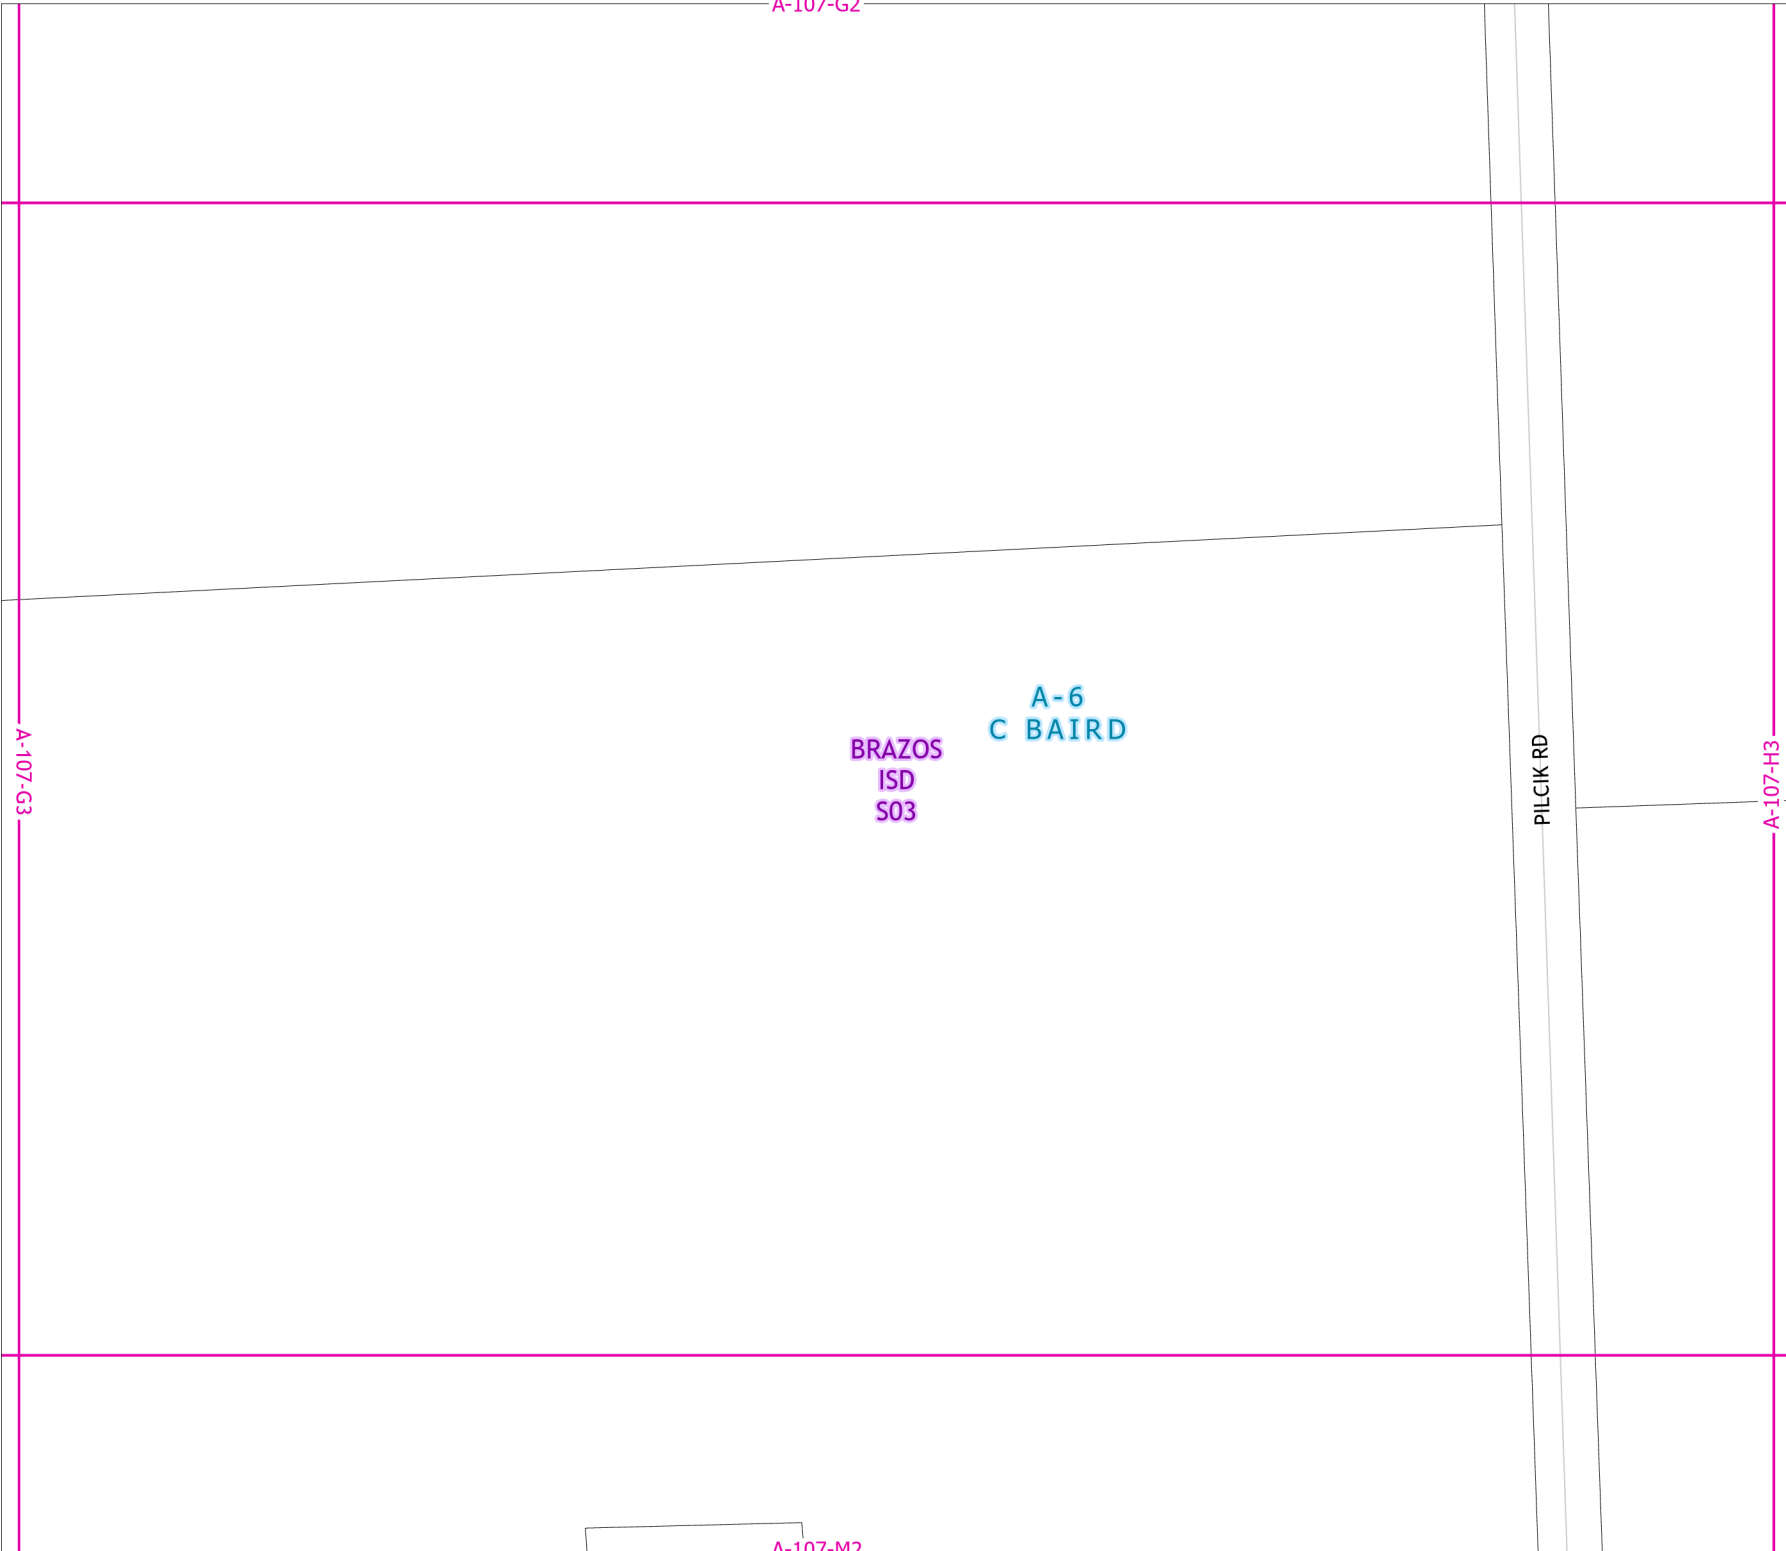 A-107-G2
A-6
C BAIRD
BRAZOS
ISD
S03
A-107-G3
PILCIK RD
A-107-H3
A-107-M2